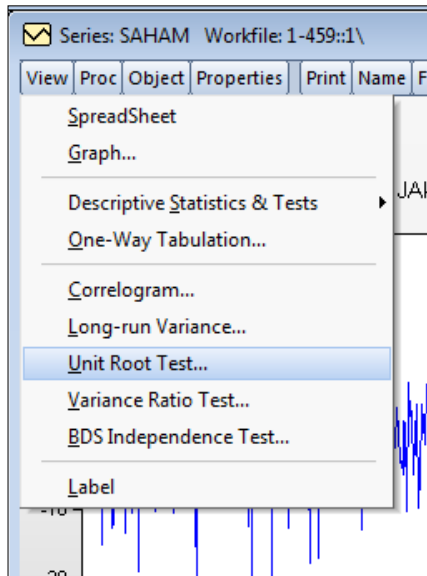 Series: SAHAM Workfile: 1-459::1\
View Proc Object Properties Print Name F
SpreadSheet
Graph...
Descriptive Statistics & Tests
JAK
One-Way Tabulation...
Correlogram...
Long-run Variance...
Unit Root Test...
Variance Ratio Test...
BDS Independence Test...
Label